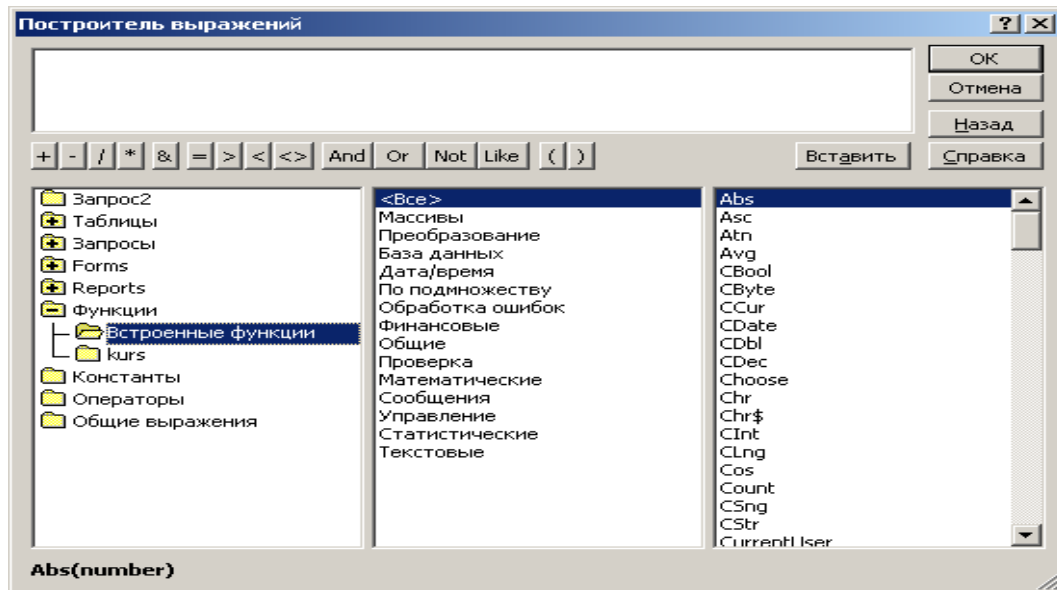 Построитель выражений
OK
Отмена
Назад
+ - / * & = > < <> And Or Not Like ( ) Вставить Справка
Запрос2
Таблицы
Запросы
Forms
Reports
Функции
Встроенные функции
kurs
Константы
Операторы
Общие выражения
<Все>
Массивы
Преобразование
База данных
Дата/время
По подмножеству
Обработка ошибок
Финансовые
Общие
Проверка
Математические
Сообщения
Управление
Статистические
Текстовые
Abs
Asc
Atn
Avg
CBool
CByte
CCur
CDate
CDbl
CDec
Choose
Chr
Chr$
CInt
CLng
Cos
Count
CSng
CStr
CurrentUser
Abs(number)